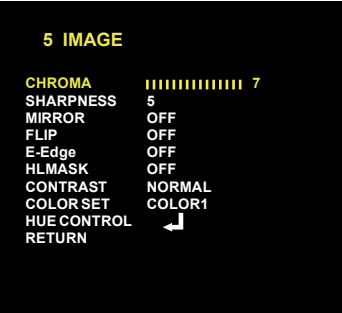 5 IMAGE
CHROMA IIIIIIIIIIIIIII 7
SHARPNESS 5
MIRROR OFF
FLIP OFF
E-Edge OFF
HLMASK OFF
CONTRAST NORMAL
COLOR SET COLOR1
HUE CONTROL ↲
RETURN